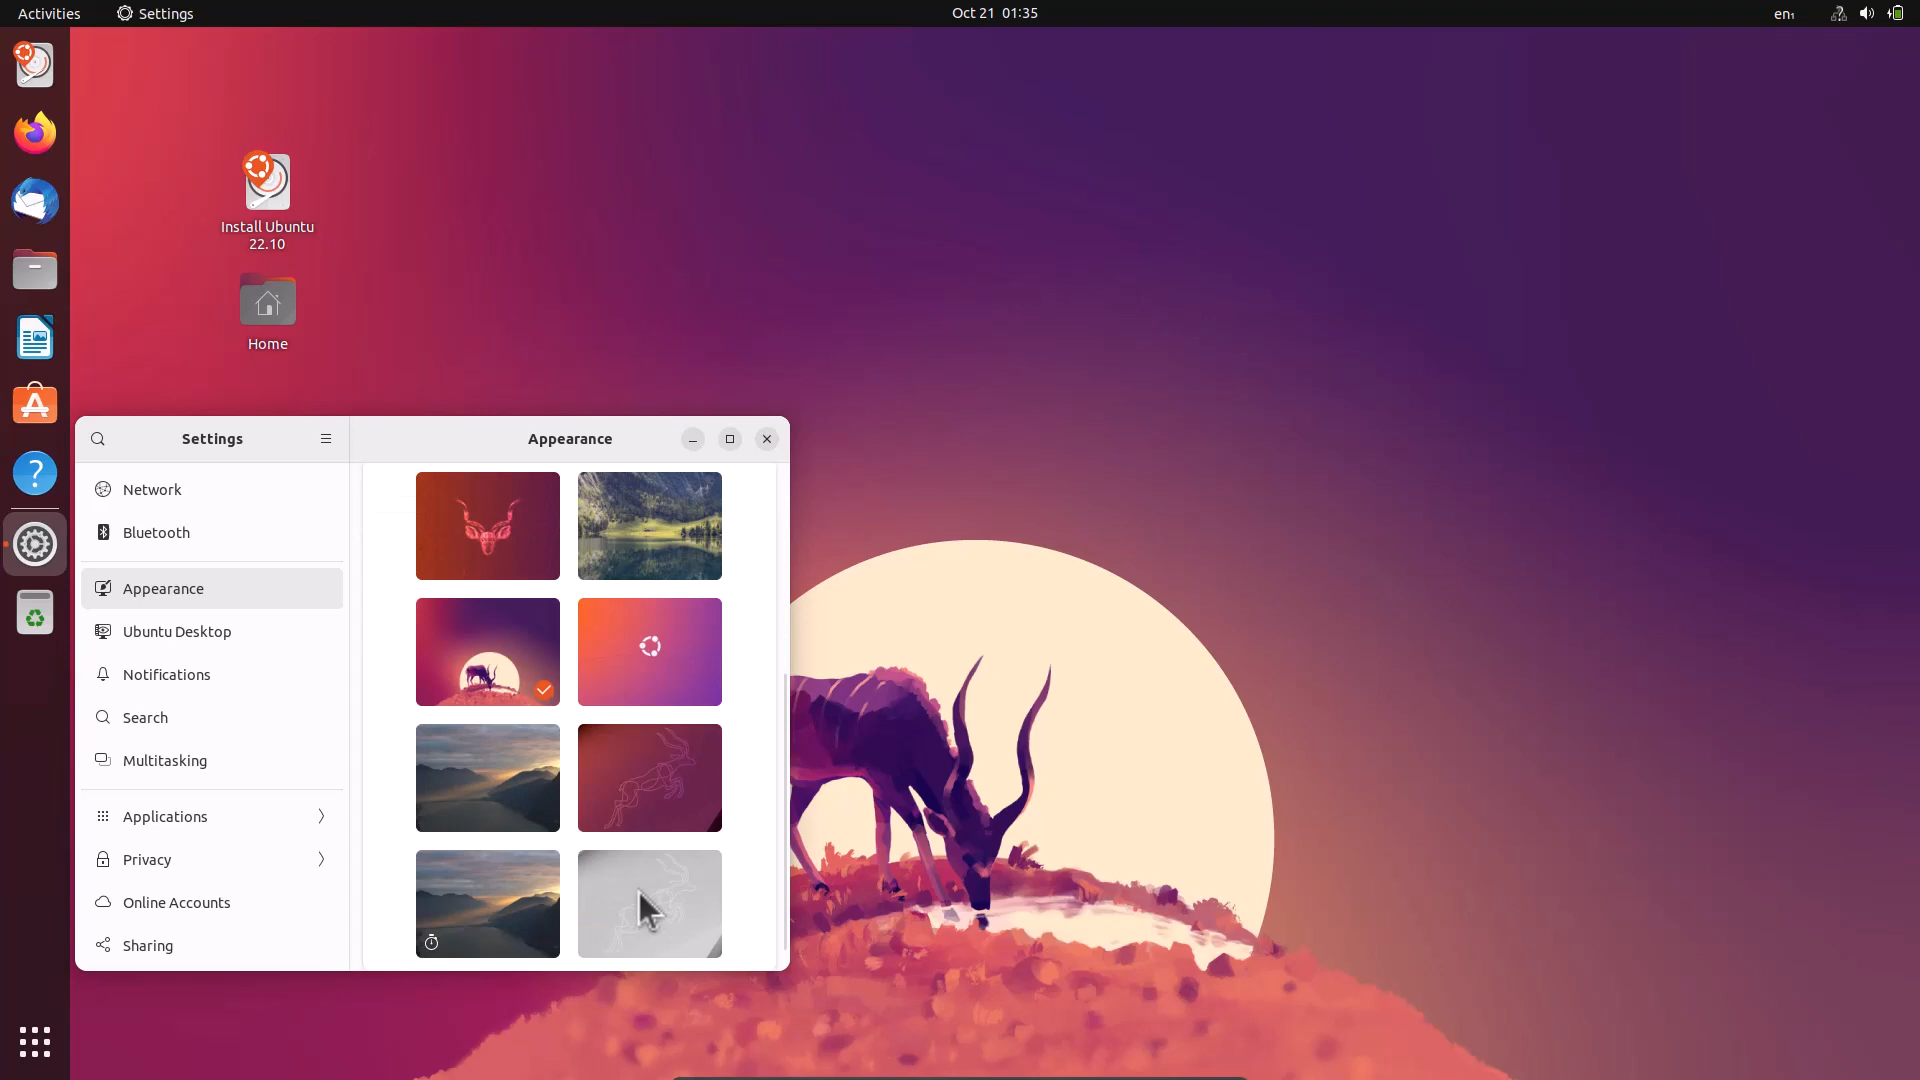 Activities
Settings
Oct 21 01:35
en₁
Install Ubuntu
22.10
Home
Settings
Appearance
Network
Bluetooth
Appearance
Ubuntu Desktop
Notifications
Search
Multitasking
Applications
Privacy
Online Accounts
Sharing